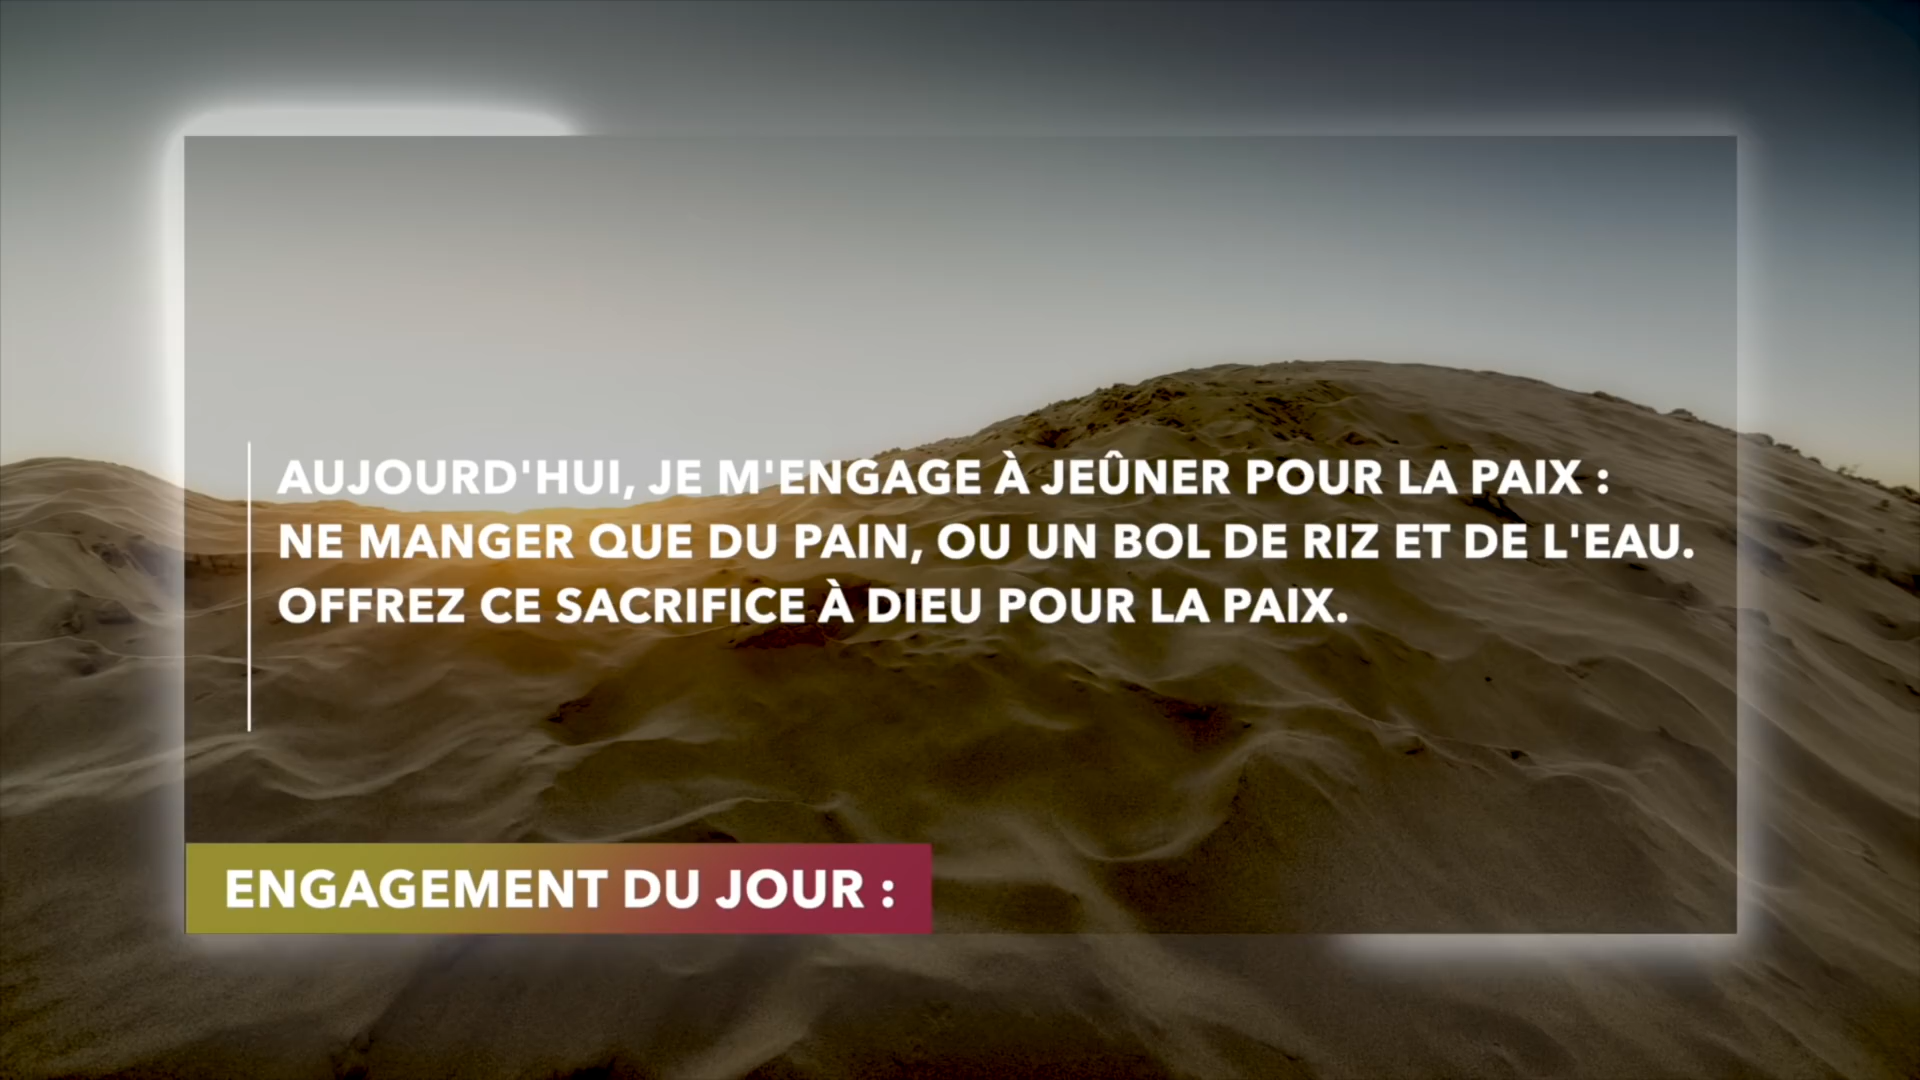 AUJOURD'HUI, JE M'ENGAGE À JEÛNER POUR LA PAIX :
NE MANGER QUE DU PAIN, OU UN BOL DE RIZ ET DE L'EAU.
OFFREZ CE SACRIFICE À DIEU POUR LA PAIX.
ENGAGEMENT DU JOUR :